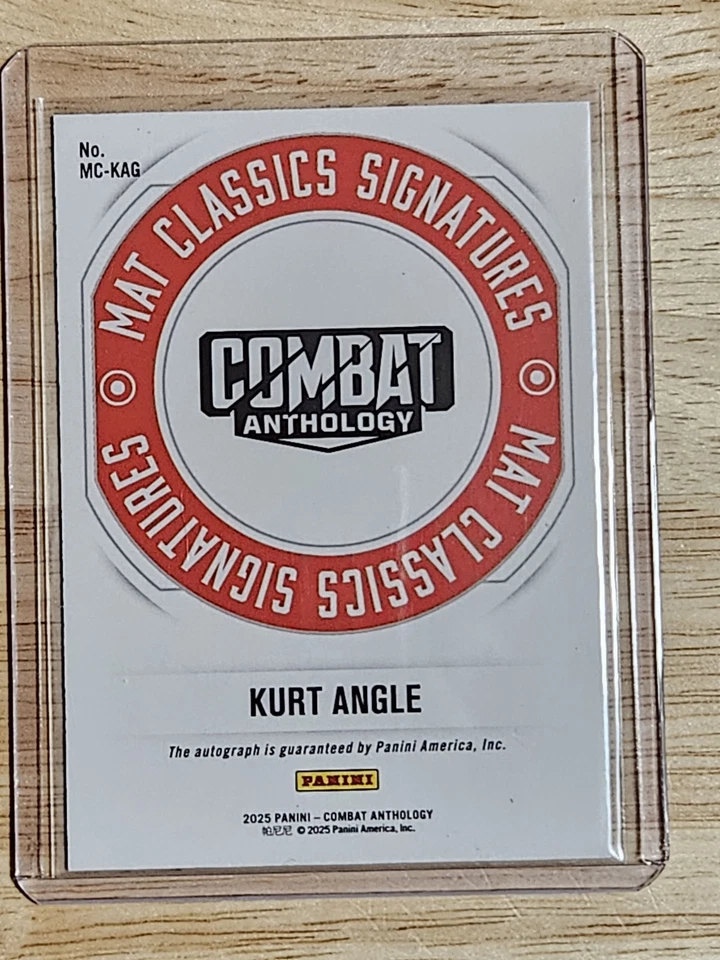 No.
MC-KAG
MAT CLASSICS SIGNATURES
MAT CLASSICS SIGNATURES
COMBAT
ANTHOLOGY
KURT ANGLE
The autograph is guaranteed by Panini America, Inc.
PANINI
2025 PANINI – COMBAT ANTHOLOGY
帕尼尼 © 2025 Panini America, Inc.